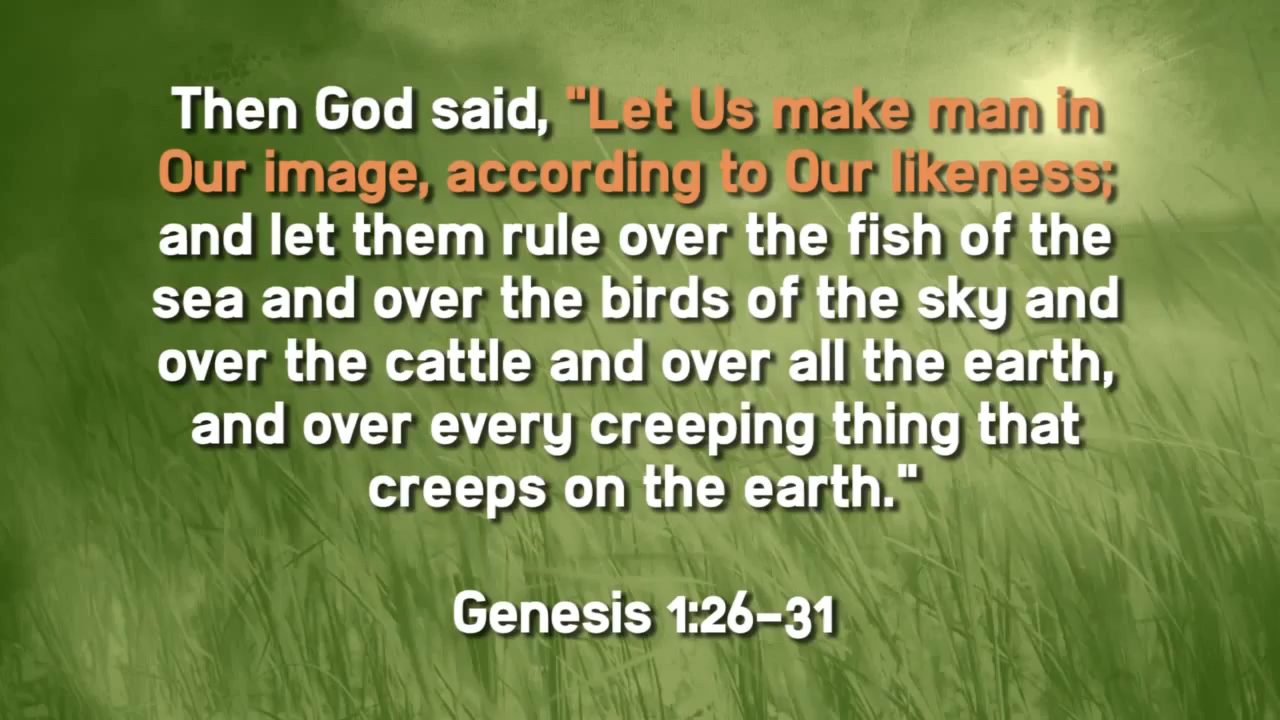 Then God said, "Let Us make man in
Our image, according to Our likeness;
and let them rule over the fish of the
sea and over the birds of the sky and
over the cattle and over all the earth,
and over every creeping thing that
creeps on the earth."
Genesis 1:26-31